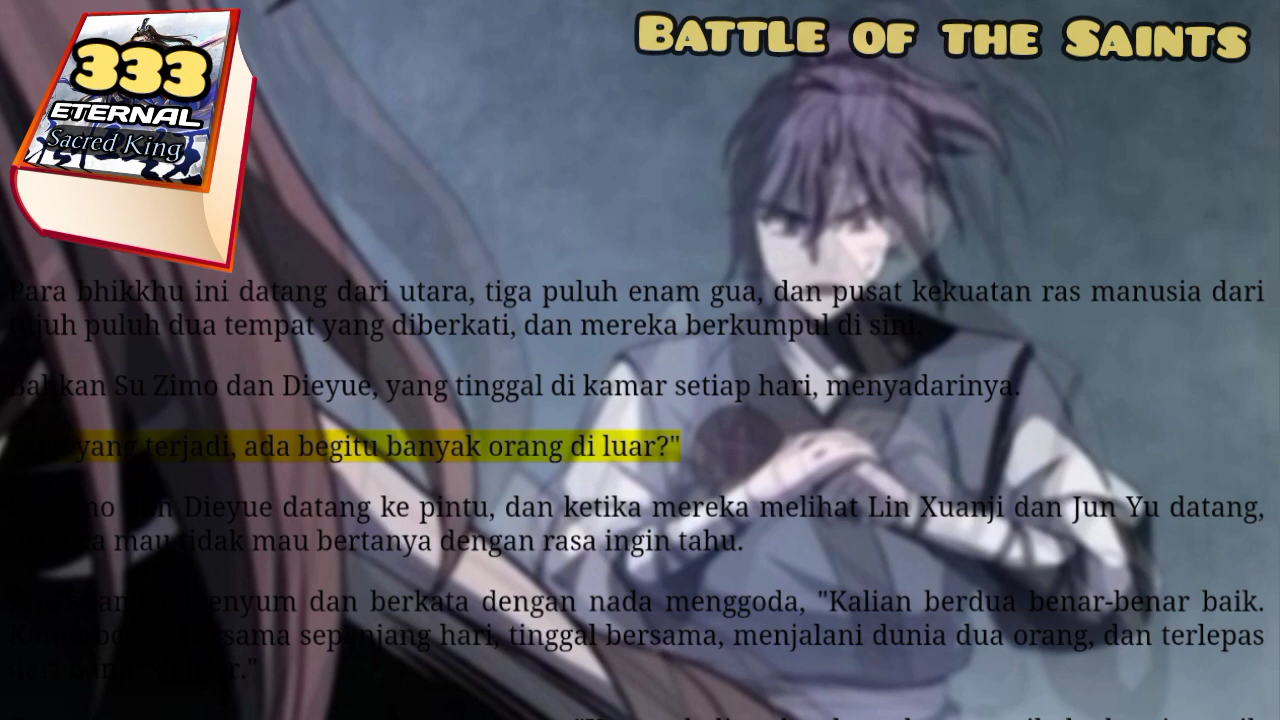 Battle of the Saints
333
ETERNAL
Sacred King
Para bhikkhu ini datang dari utara, tiga puluh enam gua, dan pusat kekuatan ras manusia dari
tujuh puluh dua tempat yang diberkati, dan mereka berkumpul di sini.
Bahkan Su Zimo dan Dieyue, yang tinggal di kamar setiap hari, menyadarinya.
yang terjadi, ada begitu banyak orang di luar?"
Dieyue datang ke pintu, dan ketika mereka melihat Lin Xuanji dan Jun Yu datang,
mau tidak mau bertanya dengan rasa ingin tahu.
dan berkata dengan nada menggoda, "Kalian berdua benar-benar baik.
sepanjang hari, tinggal bersama, menjalani dunia dua orang, dan terlepas